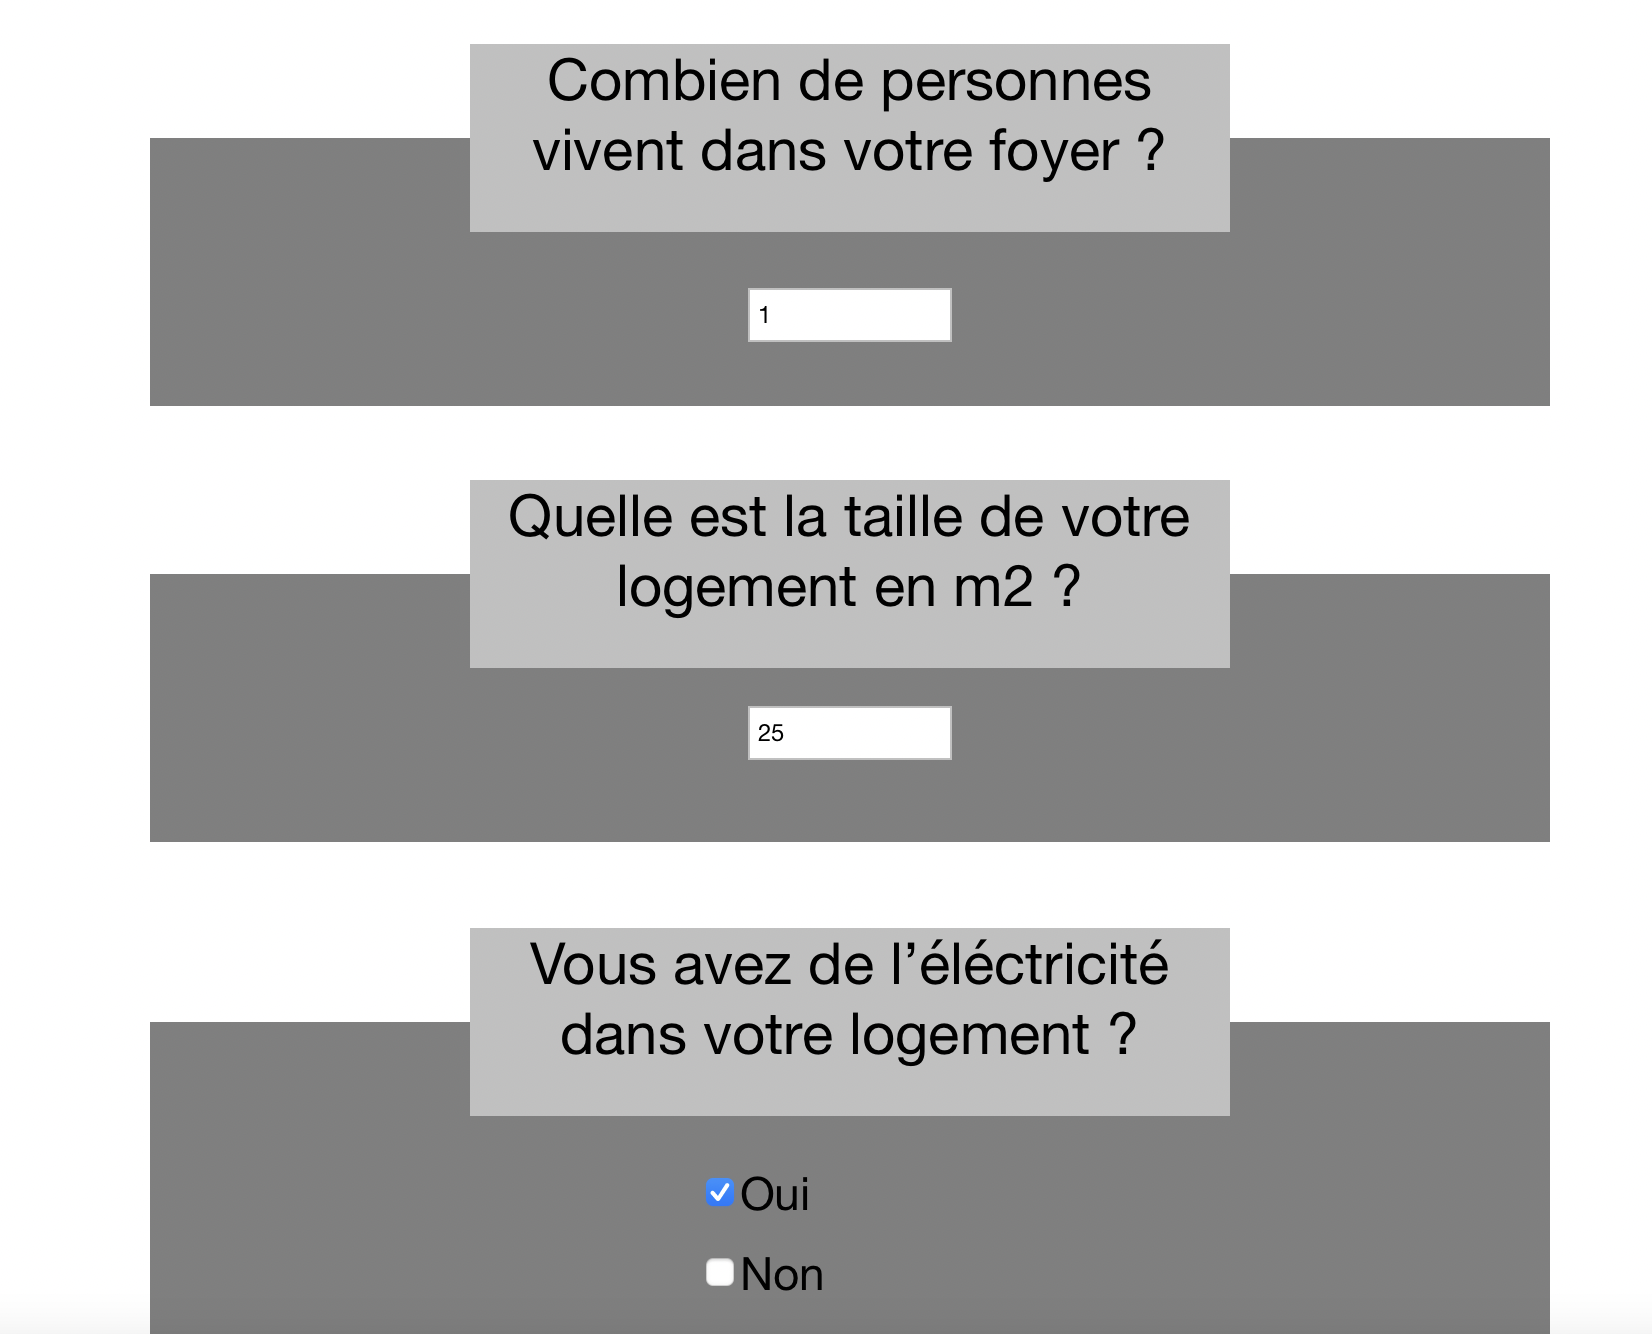 Combien de personnes
vivent dans votre foyer ?
1
Quelle est la taille de votre
logement en m2 ?
25
Vous avez de l’éléctricité
dans votre logement ?
Oui
Non